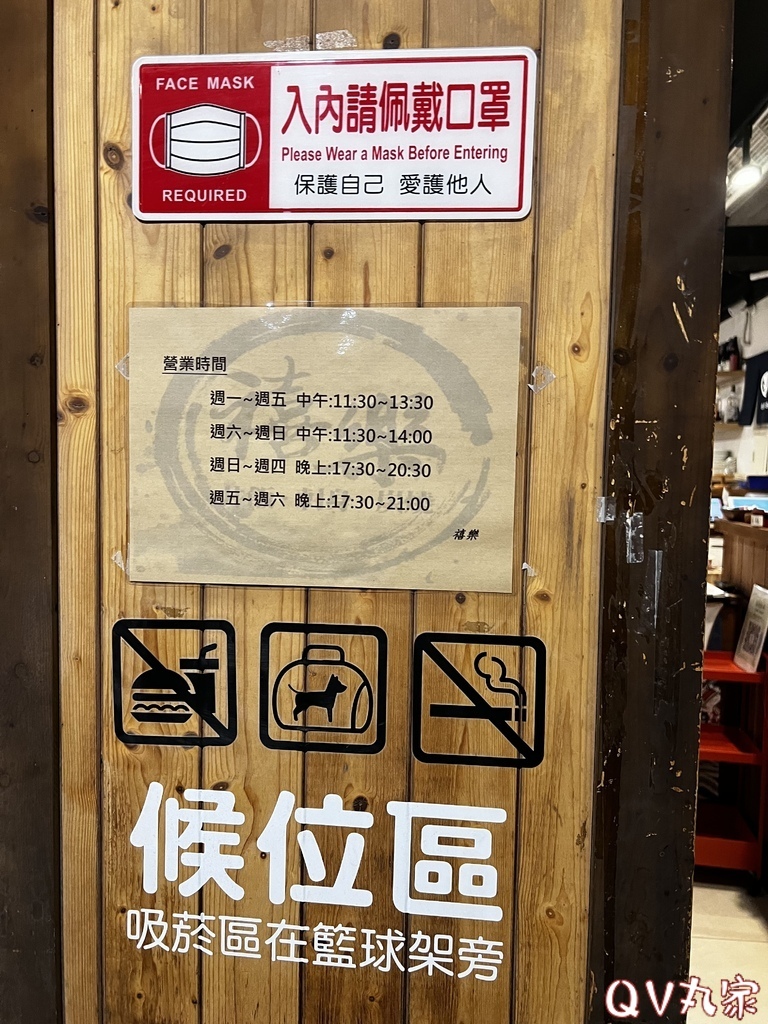 FACE MASK
REQUIRED
入內請佩戴口罩
Please Wear a Mask Before Entering
保護自己 愛護他人
營業時間
週一~週五 中午:11:30~13:30
週六~週日 中午:11:30~14:00
週日~週四 晚上:17:30~20:30
週五~週六 晚上:17:30~21:00
禧樂
候位區
吸菸區在籃球架旁
QV丸家